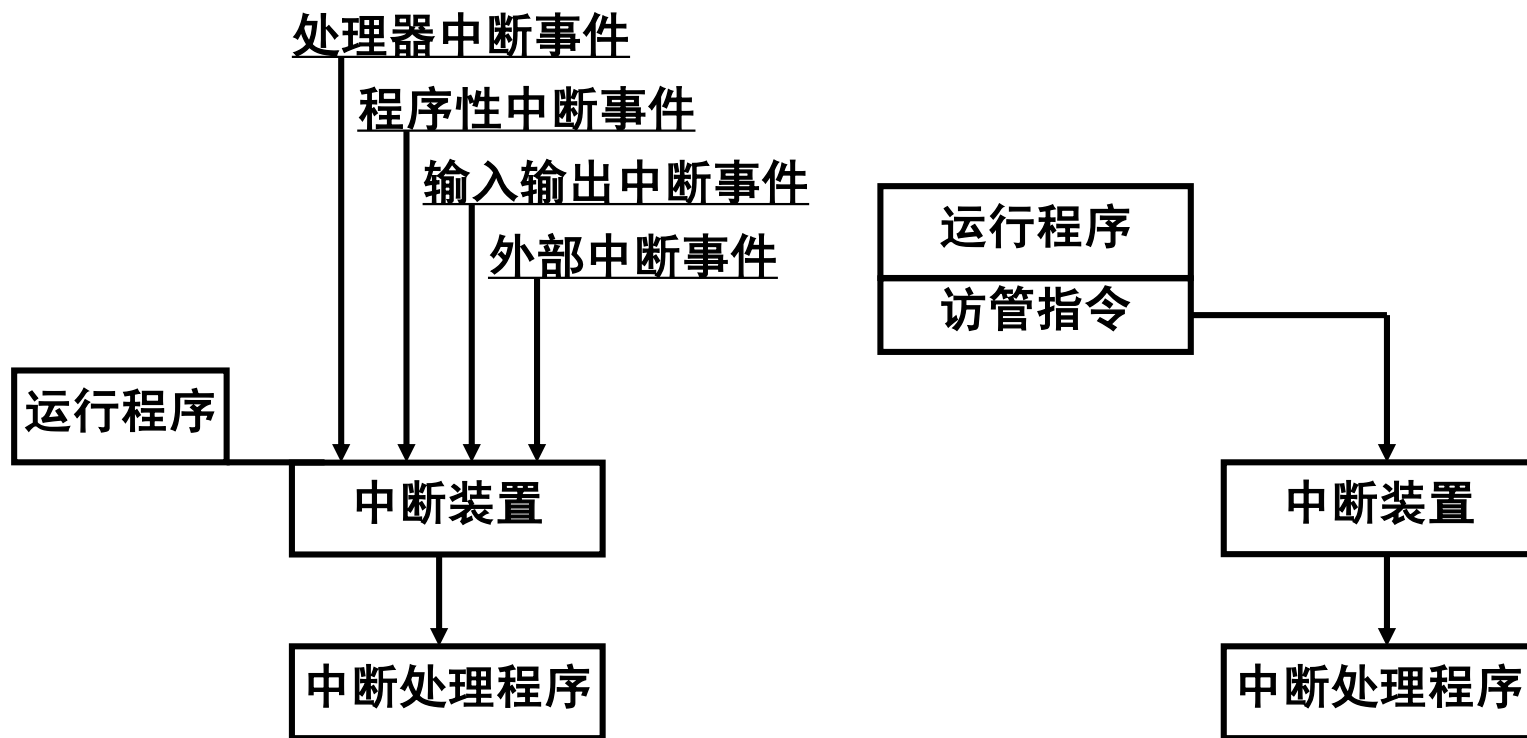 处理器中断事件
程序性中断事件
输入输出中断事件
外部中断事件
运行程序
中断装置
中断处理程序
运行程序
访管指令
中断装置
中断处理程序